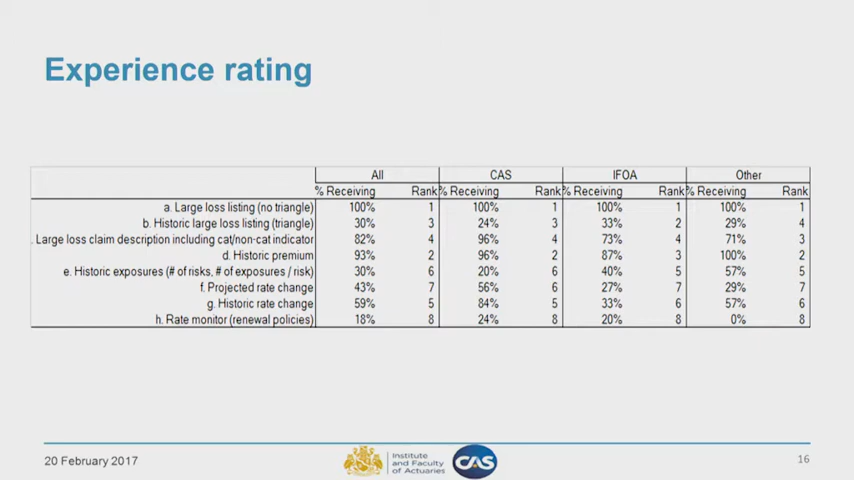 Experience rating
All CAS IFOA Other
% Receiving Rank % Receiving Rank % Receiving Rank % Receiving Rank
a. Large loss listing (no triangle) 100% 1 100% 1 100% 1 100% 1
b. Historic large loss listing (triangle) 30% 3 24% 3 33% 2 29% 4
. Large loss claim description including cat/non-cat indicator 82% 4 96% 4 73% 4 71% 3
d. Historic premium 93% 2 96% 2 87% 3 100% 2
e. Historic exposures (# of risks, # of exposures / risk) 30% 6 20% 6 40% 5 57% 5
f. Projected rate change 43% 7 56% 6 27% 7 29% 7
g. Historic rate change 59% 5 84% 5 33% 6 57% 6
h. Rate monitor (renewal policies) 18% 8 24% 8 20% 8 0% 8
20 February 2017
Institute
and Faculty
of Actuaries
CAS
16